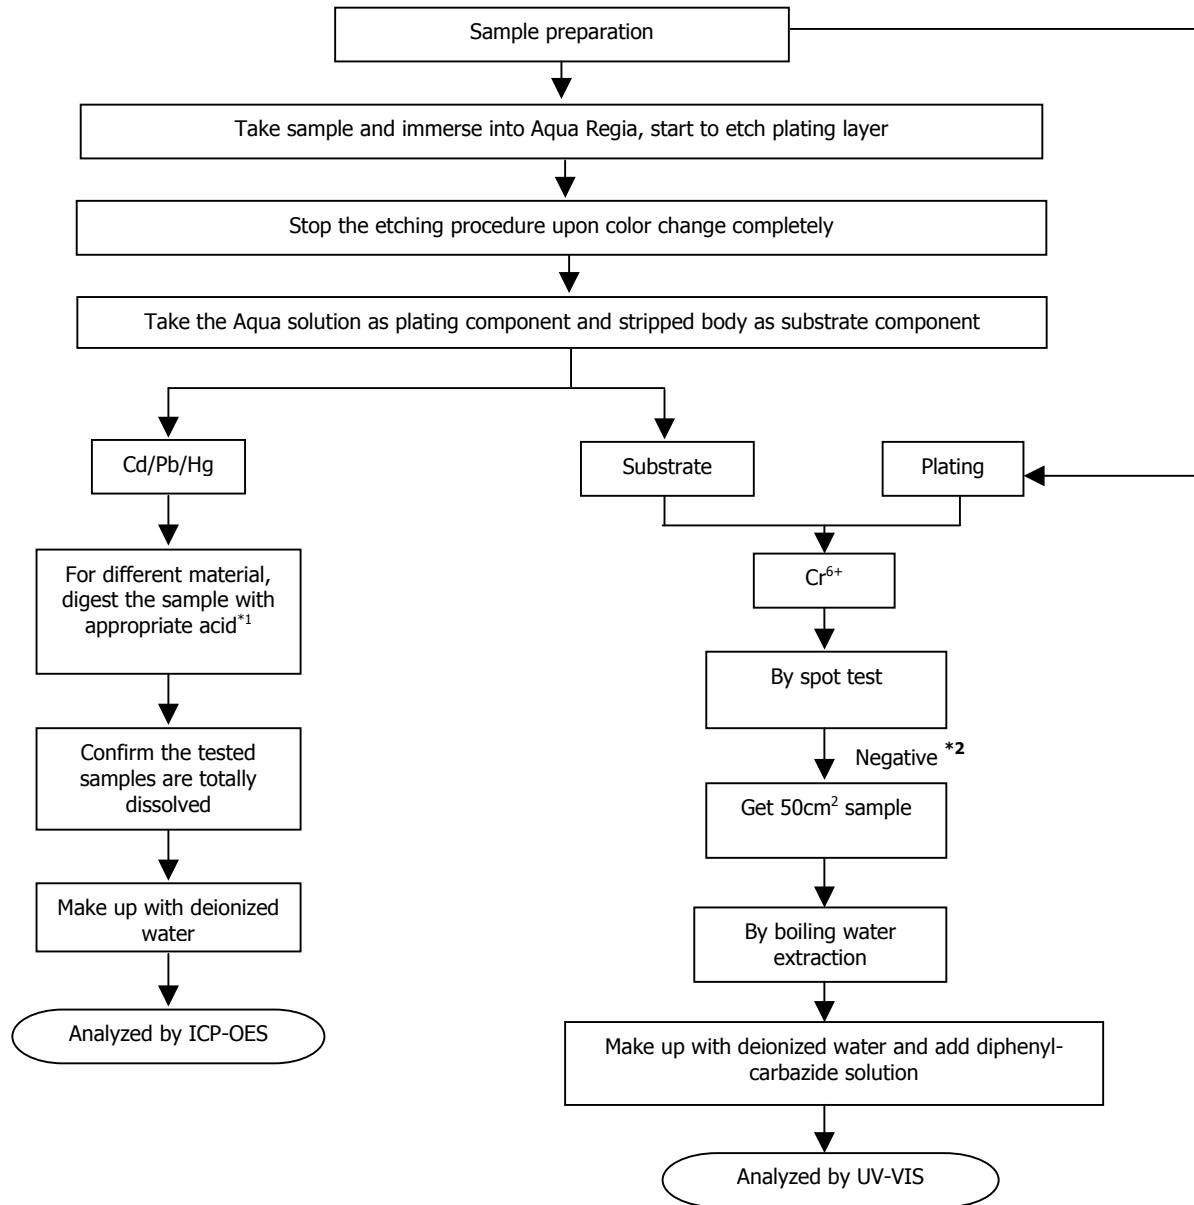 Sample preparation
Take sample and immerse into Aqua Regia, start to etch plating layer
Stop the etching procedure upon color change completely
Take the Aqua solution as plating component and stripped body as substrate component
Cd/Pb/Hg
For different material,
digest the sample with
appropriate acid*1
Confirm the tested
samples are totally
dissolved
Make up with deionized
water
Analyzed by ICP-OES
Substrate
Plating
Cr6+
By spot test
Negative *2
Get 50cm2 sample
By boiling water
extraction
Make up with deionized water and add diphenyl-
carbazide solution
Analyzed by UV-VIS